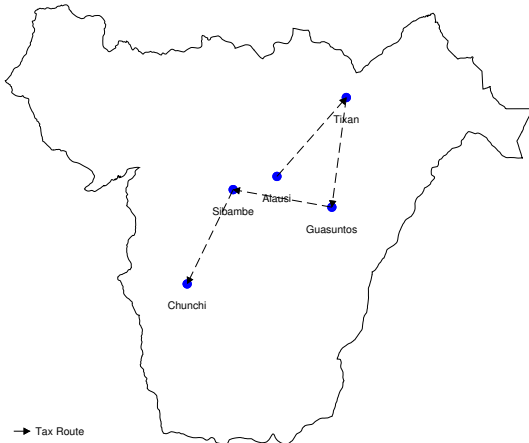 Tixan
Alausi
Sibambe
Guasuntos
Chunchi
Tax Route